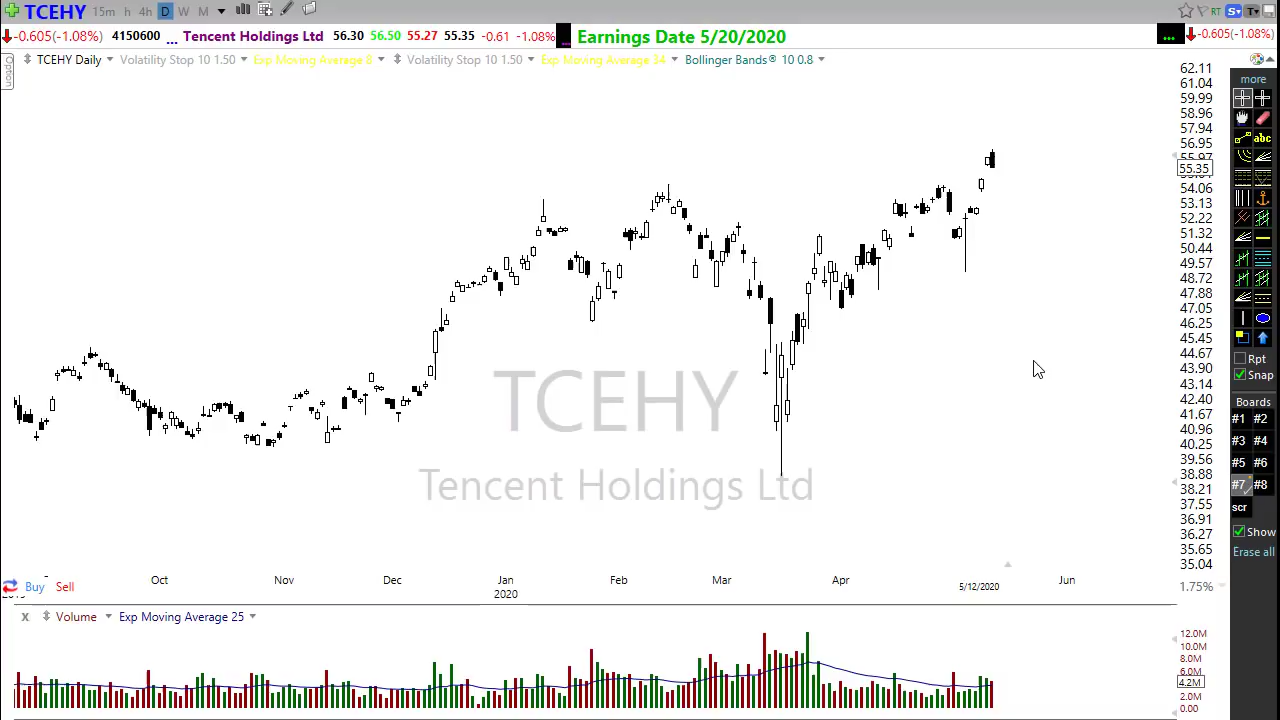 TCEHY 15m h 4h D W M RT S T
-0.605(-1.08%) 4150600 ... Tencent Holdings Ltd 56.30 56.50 55.27 55.35 -0.61 -1.08% ... Earnings Date 5/20/2020 ... -0.605(-1.08%)
Option
TCEHY Daily Volatility Stop 10 1.50 Exp Moving Average 8 Volatility Stop 10 1.50 Exp Moving Average 34 Bollinger Bands® 10 0.8
62.11
61.04
59.99
58.96
57.94
56.95
55.97
55.35
54.06
53.13
52.22
51.32
50.44
49.57
48.72
47.88
47.05
46.25
45.45
44.67
43.90
43.14
42.40
41.67
40.96
40.25
39.56
38.88
38.21
37.55
36.91
36.27
35.65
35.04
1.75%
more
abc
Rpt
Snap
Boards
#1 #2
#3 #4
#5 #6
#7 #8
scr
Show
Erase all
TCEHY
Tencent Holdings Ltd
Oct Nov Dec Jan Feb Mar Apr 5/12/2020 Jun
2020
Buy Sell
x Volume Exp Moving Average 25
12.0M
10.0M
8.0M
6.0M
4.2M
2.0M
0.00